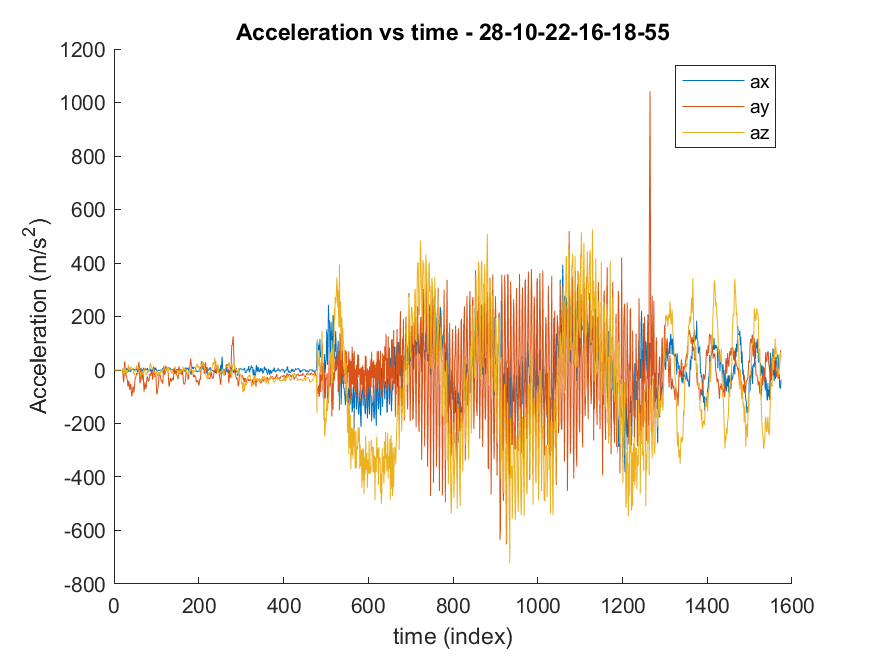 Acceleration vs time - 28-10-22-16-18-55
1200
1000
800
600
400
200
0
-200
-400
-600
-800
Acceleration (m/s²)
ax
ay
az
0 200 400 600 800 1000 1200 1400 1600
time (index)